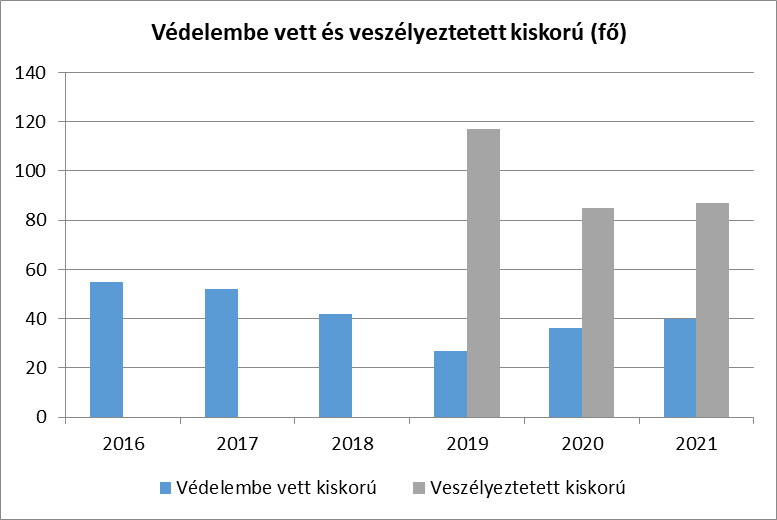 Védelembe vett és veszélyeztetett kiskorú (fő)
140
120
100
80
60
40
20
0
2016 2017 2018 2019 2020 2021
Védelembe vett kiskorú Veszélyeztetett kiskorú